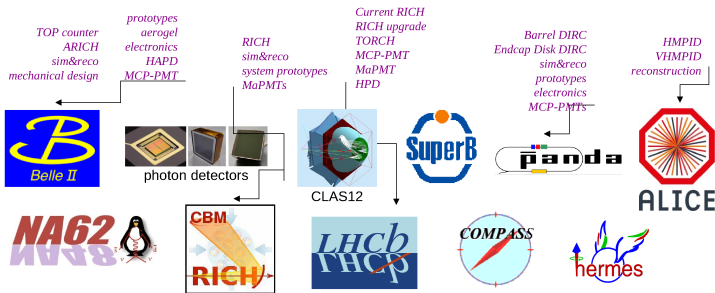 TOP counter
ARICH
sim&reco
mechanical design
prototypes
aerogel
electronics
HAPD
MCP-PMT
RICH
sim&reco
system prototypes
MaPMTs
Current RICH
RICH upgrade
TORCH
MCP-PMT
MaPMT
HPD
Barrel DIRC
Endcap Disk DIRC
sim&reco
prototypes
electronics
MCP-PMTs
HMPID
VHMPID
reconstruction
B
Belle II
photon detectors
CLAS12
SuperB
panda
ALICE
NA62
NA48
CBM
RICH
LHCb
LHCb
COMPASS
hermes